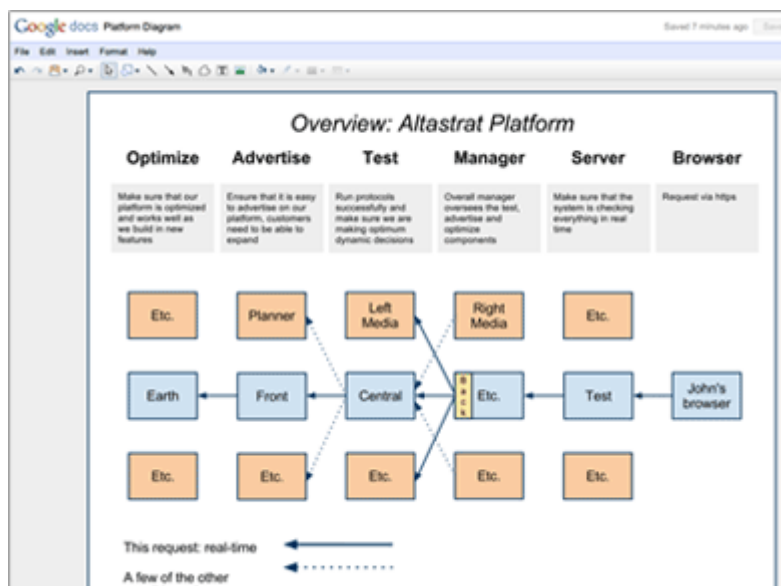 Google docs Platform Diagram
Saved 7 minutes ago
File Edit Insert Format Help
Overview: Altastrat Platform
Optimize Advertise Test Manager Server Browser
Make sure that our
platform is optimized
and works well as
we build in new
features
Ensure that it is easy
to advertise on our
platform, customers
need to be able to
expand
Run protocols
successfully and
make sure we are
making optimum
dynamic decisions
Overall manager
oversees the test,
advertise and
optimize
components
Make sure that the
system is checking
everything in real
time
Request via https
Etc.
Planner
Left
Media
Right
Media
Etc.
Earth
Front
Central
Back
Etc.
Test
John's
browser
Etc.
Etc.
Etc.
Etc.
Etc.
This request: real-time
A few of the other